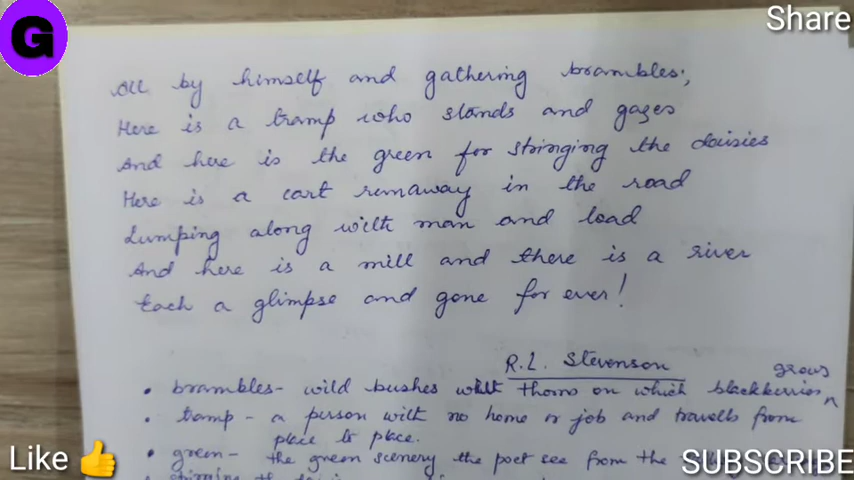 G
Share
All by himself and gathering brambles;
Here is a tramp who stands and gazes
And here is the green for stringing the daisies
Here is a cart runaway in the road
Lumping along with man and load
And here is a mill and there is a river
Each a glimpse and gone for ever!
R.L. Stevenson
grows
• brambles- wild bushes with thorns on which blackberries ^
• tramp - a person with no home or job and travells from
place to place.
• green- the green scenery the poet see from the
Like 👍
SUBSCRIBE